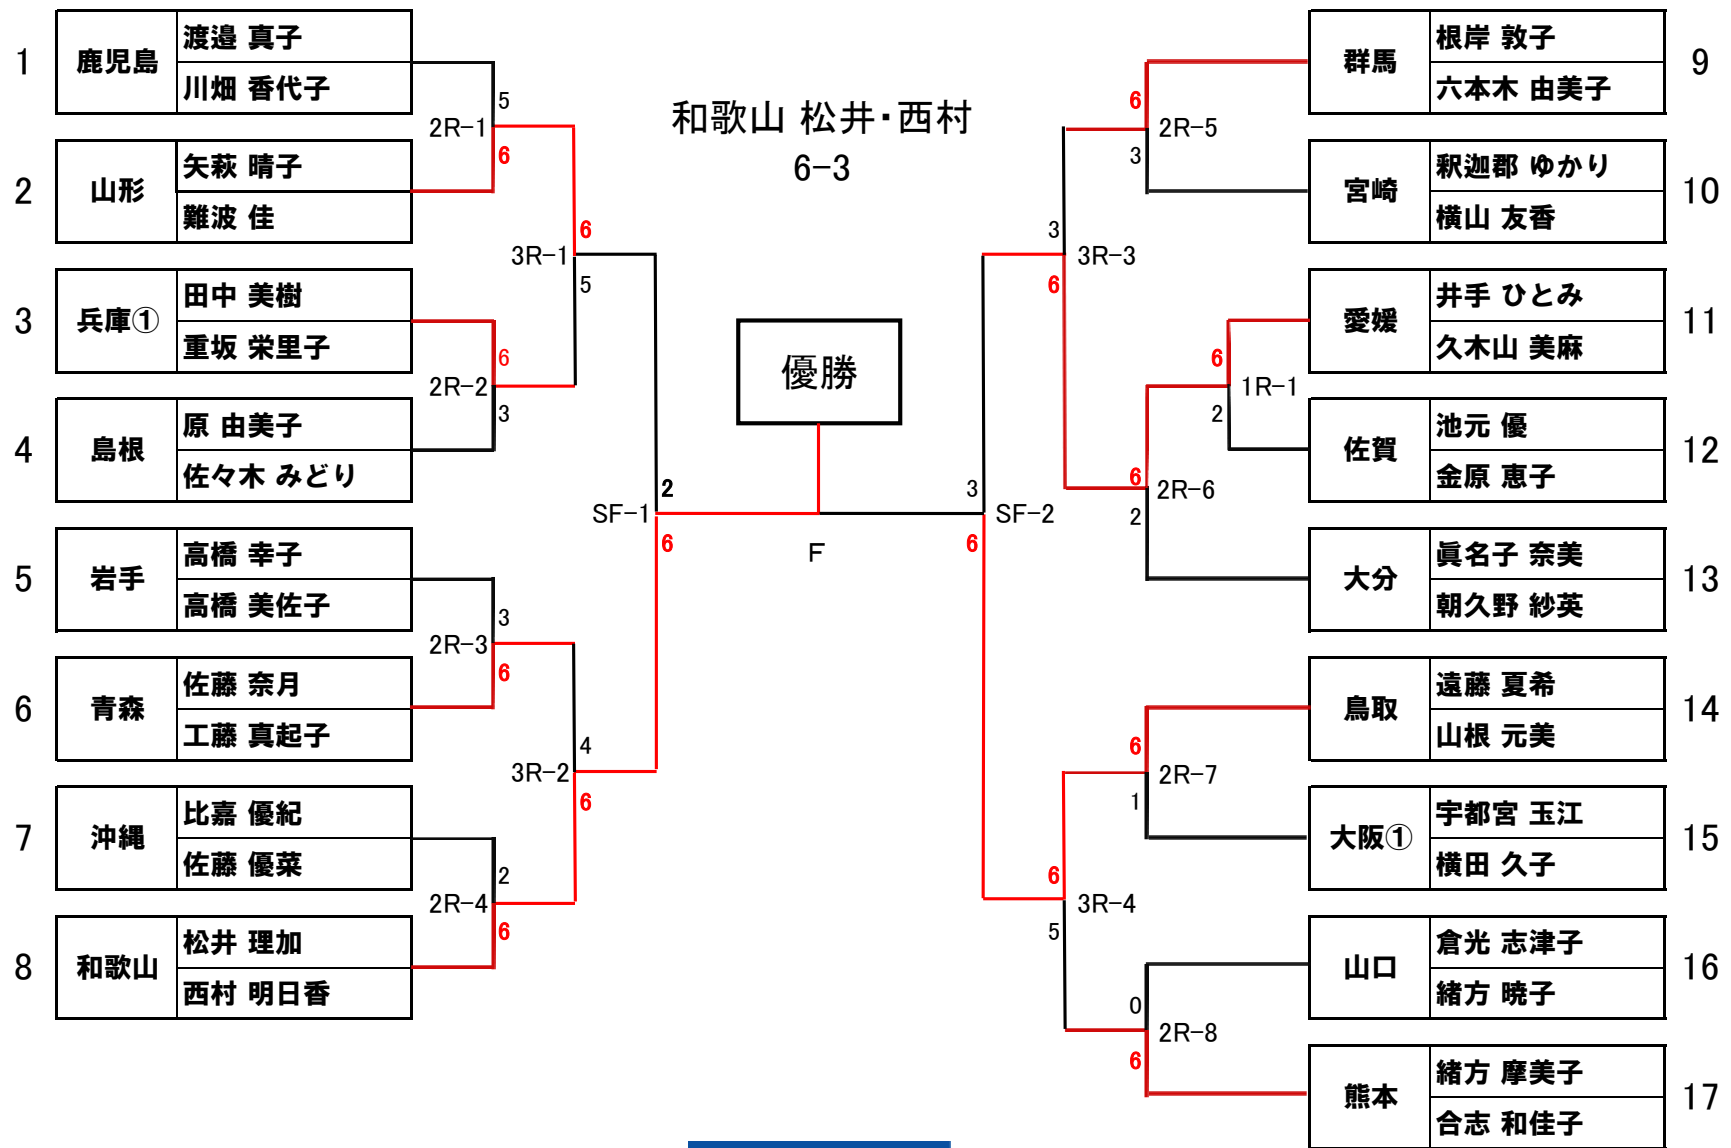 1
鹿児島
渡邉 真子
川畑 香代子
2
山形
矢萩 晴子
難波 佳
3
兵庫①
田中 美樹
重坂 栄里子
4
島根
原 由美子
佐々木 みどり
5
岩手
高橋 幸子
高橋 美佐子
6
青森
佐藤 奈月
工藤 真起子
7
沖縄
比嘉 優紀
佐藤 優菜
8
和歌山
松井 理加
西村 明日香
5
2R-1
6
6
2R-2
3
3
2R-3
6
2
2R-4
6
6
3R-1
5
4
3R-2
6
2
SF-1
6
和歌山 松井・西村
6-3
優勝
F
3
SF-2
6
3
3R-3
6
6
3R-4
5
6
2R-5
3
6
1R-1
2
6
2R-6
2
6
2R-7
1
0
2R-8
6
群馬
根岸 敦子
六本木 由美子
9
宮崎
釈迦郡 ゆかり
横山 友香
10
愛媛
井手 ひとみ
久木山 美麻
11
佐賀
池元 優
金原 恵子
12
大分
眞名子 奈美
朝久野 紗英
13
鳥取
遠藤 夏希
山根 元美
14
大阪①
宇都宮 玉江
横田 久子
15
山口
倉光 志津子
緒方 暁子
16
熊本
緒方 摩美子
合志 和佳子
17